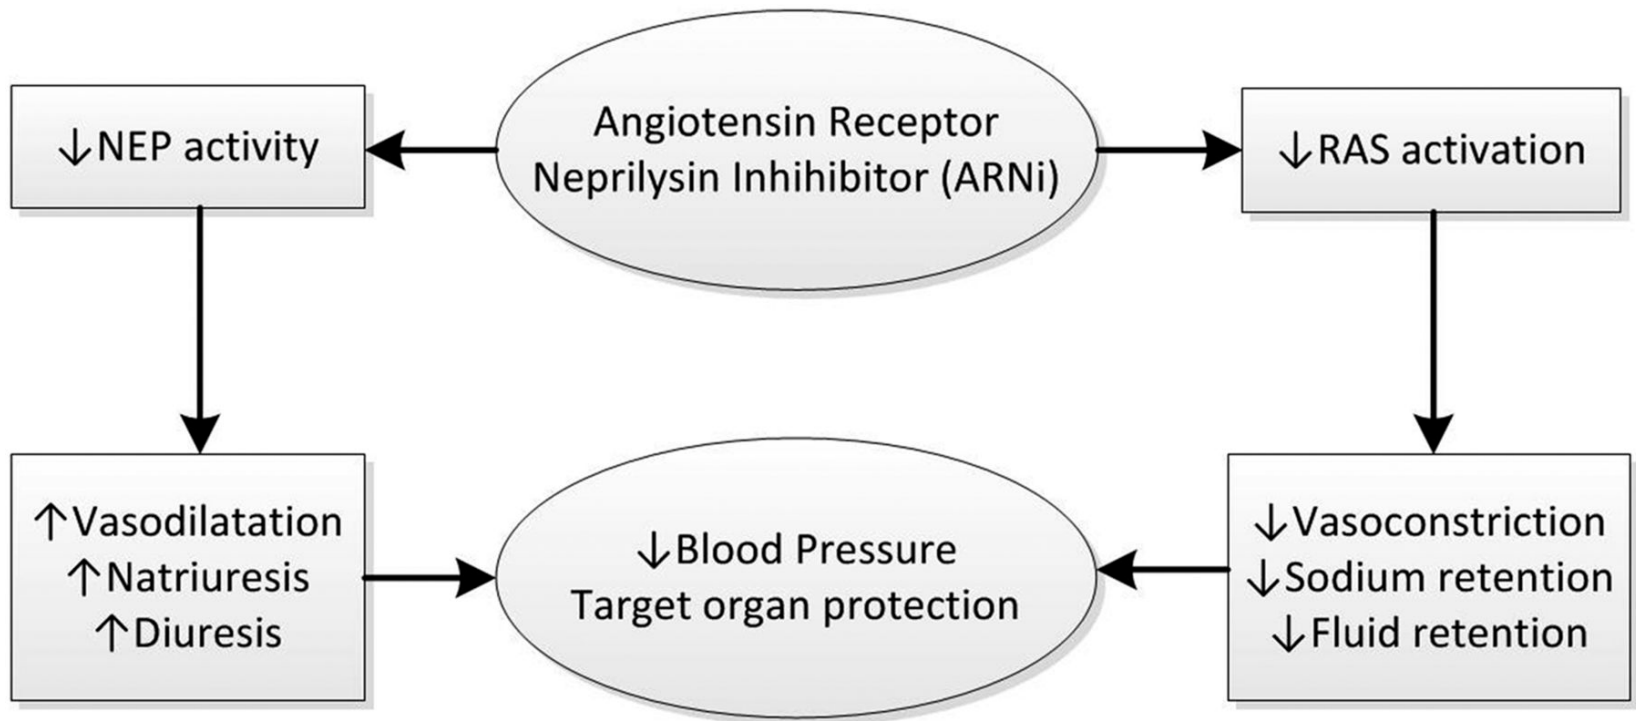 ↓NEP activity
Angiotensin Receptor
Neprilysin Inhihibitor (ARNi)
↓RAS activation
↑Vasodilatation
↑Natriuresis
↑Diuresis
↓Blood Pressure
Target organ protection
↓Vasoconstriction
↓Sodium retention
↓Fluid retention